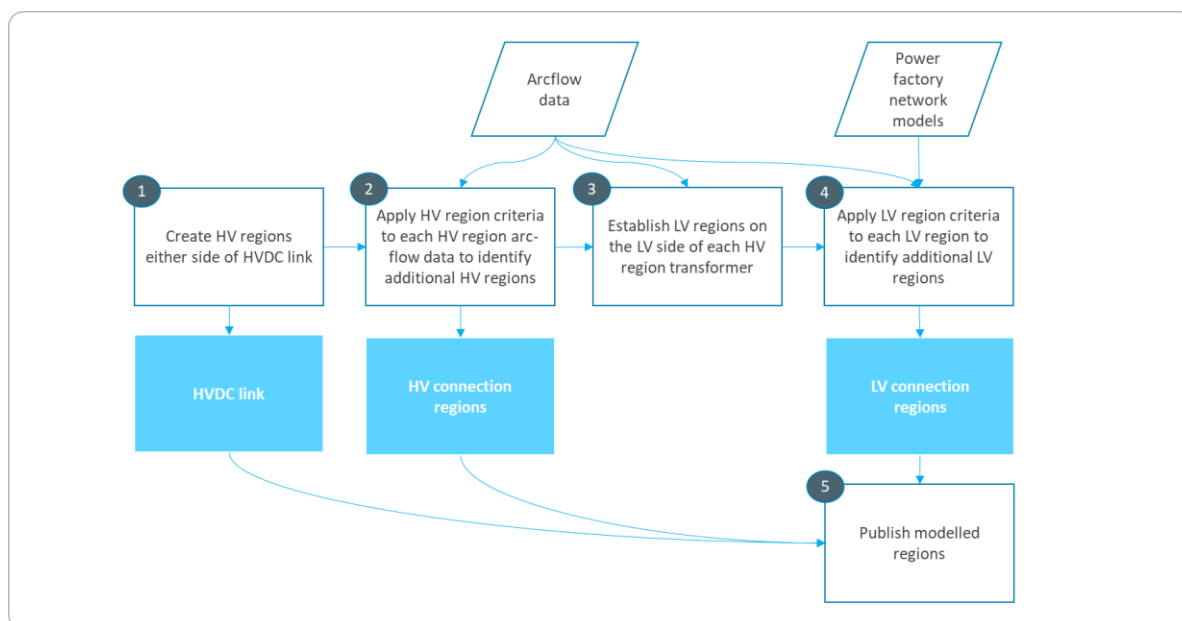 Arcflow
data
Power
factory
network
models
1
Create HV regions
either side of HVDC link
2
Apply HV region criteria
to each HV region arc-
flow data to identify
additional HV regions
3
Establish LV regions on
the LV side of each HV
region transformer
4
Apply LV region criteria
to each LV region to
identify additional LV
regions
HVDC link
HV connection
regions
LV connection
regions
5
Publish modelled
regions